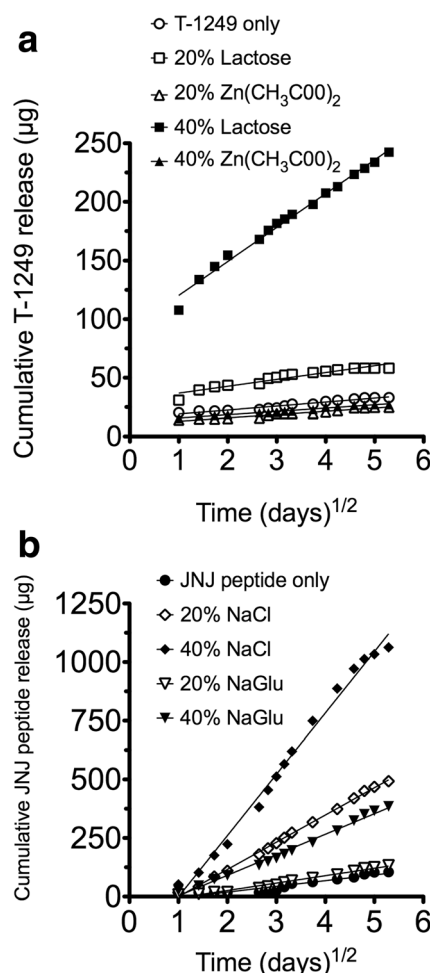 a
T-1249 only
20% Lactose
20% Zn(CH3C00)2
40% Lactose
40% Zn(CH3C00)2
Cumulative T-1249 release (µg)
250
200
150
100
50
0
0 1 2 3 4 5 6
Time (days)1/2
b
JNJ peptide only
20% NaCl
40% NaCl
20% NaGlu
40% NaGlu
Cumulative JNJ peptide release (µg)
1250
1000
750
500
250
0
0 1 2 3 4 5 6
Time (days)1/2